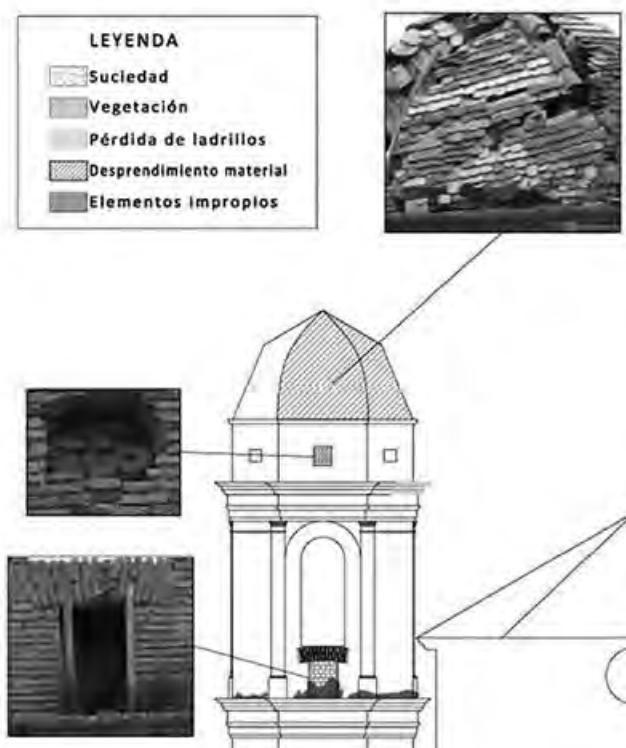 LEYENDA
Suciedad
Vegetación
Pérdida de ladrillos
Desprendimiento material
Elementos impropios